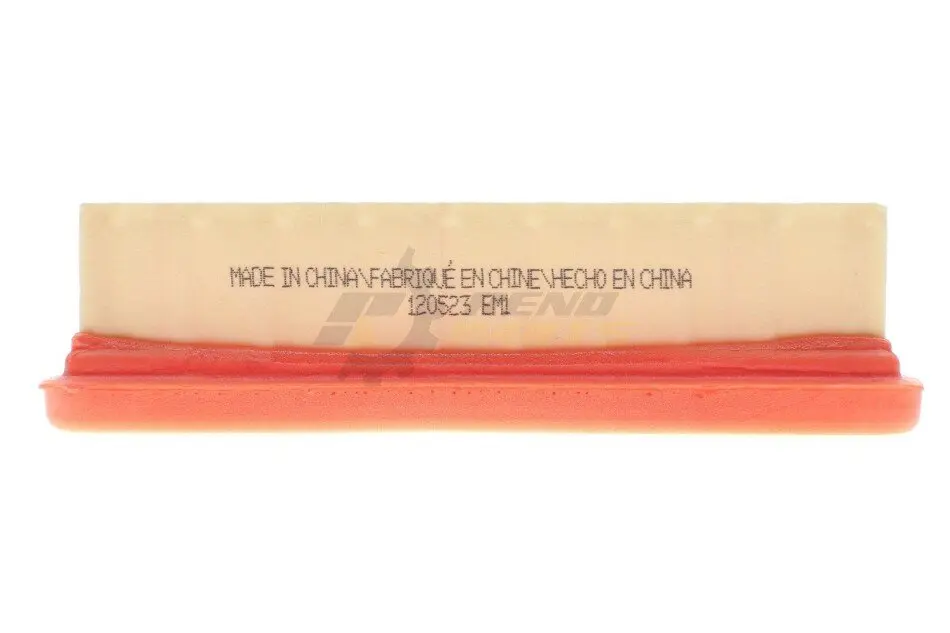 MADE IN CHINA\FABRIQUÉ EN CHINE\HECHO EN CHINA
120523 EM1